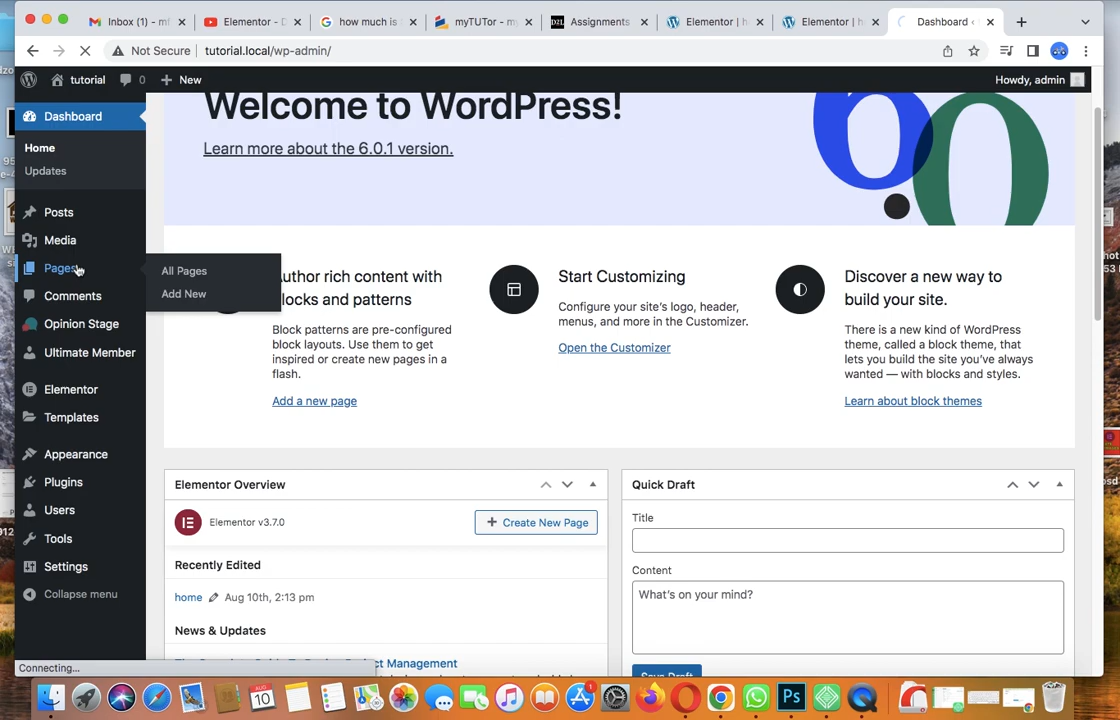 Inbox (1) - m
Elementor - D
how much is
myTUTor - my
Assignments
Elementor | h
Elementor | h
Dashboard <
Not Secure
tutorial.local/wp-admin/
tutorial
0
New
Howdy, admin
Dashboard
Home
Updates
Posts
Media
Pages
All Pages
Add New
Comments
Opinion Stage
Ultimate Member
Elementor
Templates
Appearance
Plugins
Users
Tools
Settings
Collapse menu
Welcome to WordPress!
Learn more about the 6.0.1 version.
uthor rich content with
locks and patterns
Block patterns are pre-configured
block layouts. Use them to get
inspired or create new pages in a
flash.
Add a new page
Start Customizing
Configure your site's logo, header,
menus, and more in the Customizer.
Open the Customizer
Discover a new way to
build your site.
There is a new kind of WordPress
theme, called a block theme, that
lets you build the site you've always
wanted — with blocks and styles.
Learn about block themes
Elementor Overview
Elementor v3.7.0
Create New Page
Recently Edited
home
Aug 10th, 2:13 pm
News & Updates
ct Management
Quick Draft
Title
Content
What's on your mind?
Connecting...
AUG
10
Ps
1